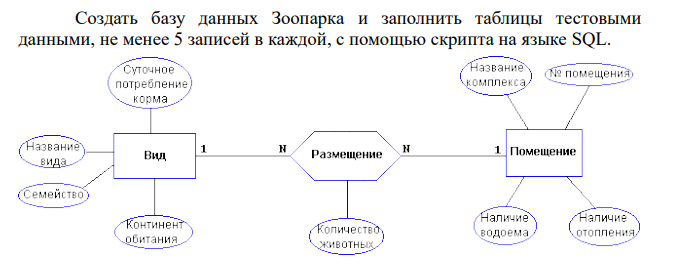 Создать базу данных Зоопарка и заполнить таблицы тестовыми
данными, не менее 5 записей в каждой, с помощью скрипта на языке SQL.
Суточное
потребление
корма
Название
комплекса
№ помещения
Название
вида
Вид
1
N
Размещение
N
1
Помещение
Семейство
Континент
обитания
Количество
животных
Наличие
водоема
Наличие
отопления